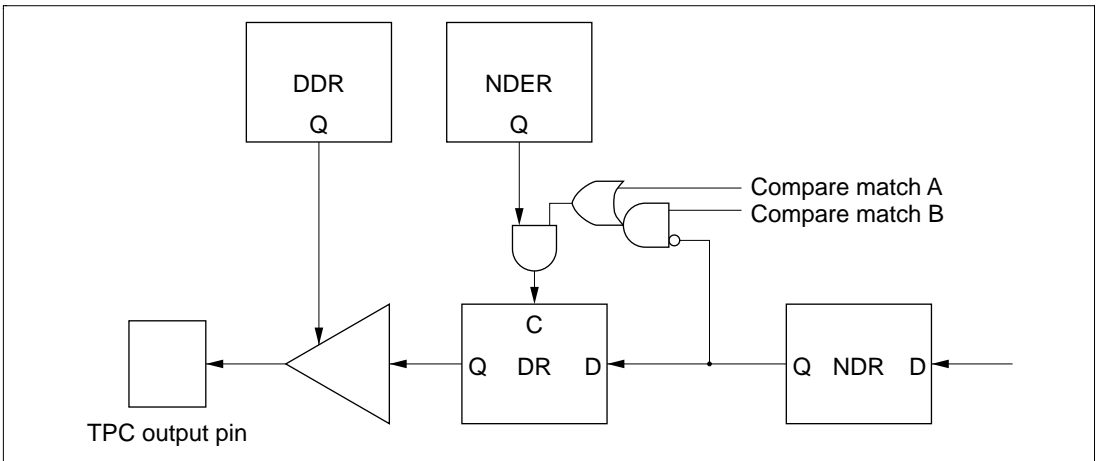 DDR
Q
NDER
Q
Compare match A
Compare match B
C
Q DR D
Q NDR D
TPC output pin